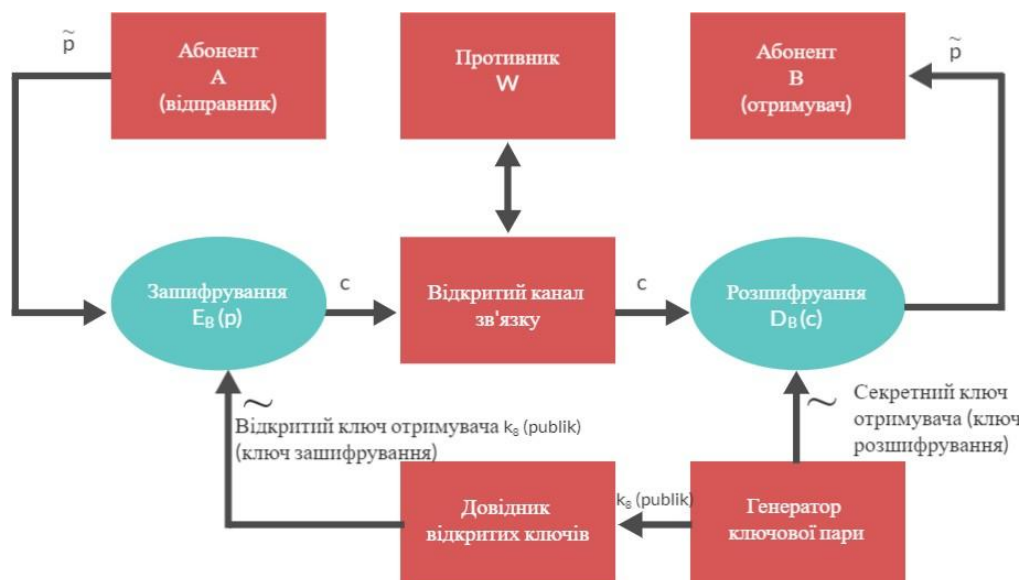 p̃
Абонент
A
(відправник)
Противник
W
Абонент
B
(отримувач)
p̃
Зашифрування
E_B (p)
c
Відкритий канал
зв'язку
c
Розшифруання
D_B (c)
~
Відкритий ключ отримувача k_B (publik)
(ключ зашифрування)
~
Секретний ключ
отримувача (ключ
розшифрування)
Довідник
відкритих ключів
k_B (publik)
Генератор
ключової пари